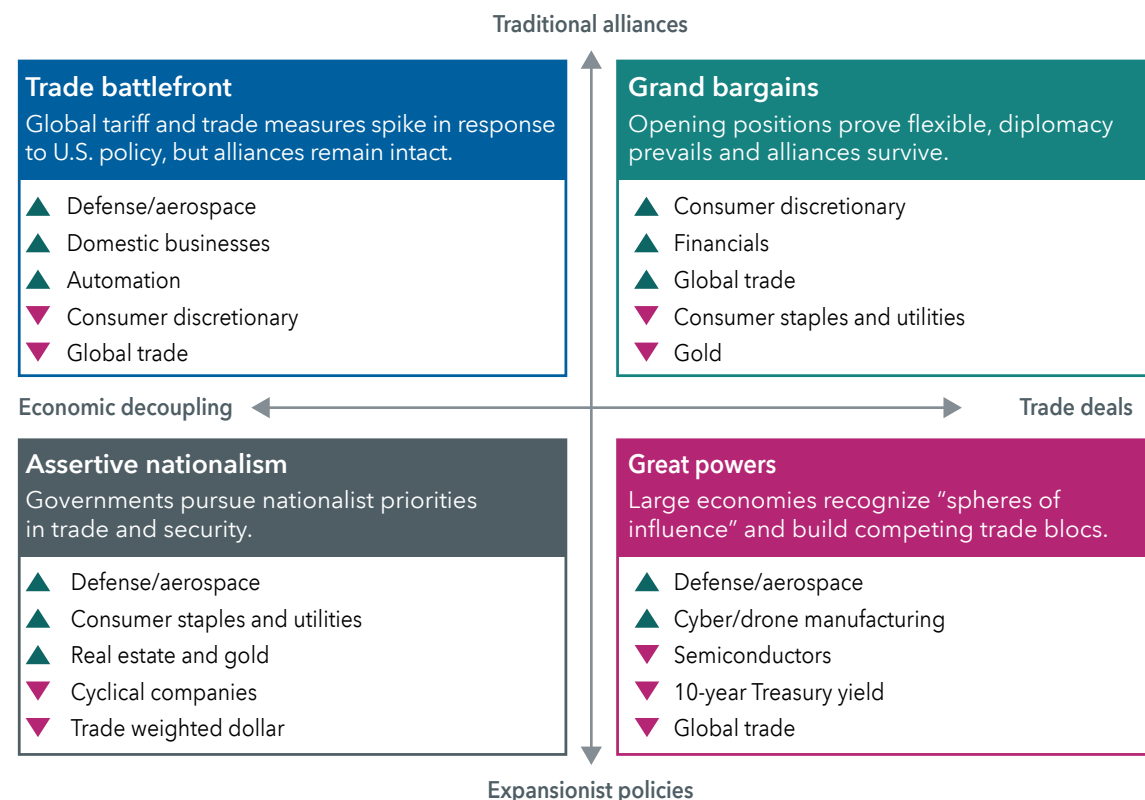 Traditional alliances
Trade battlefront
Global tariff and trade measures spike in response
to U.S. policy, but alliances remain intact.
Defense/aerospace
Domestic businesses
Automation
Consumer discretionary
Global trade
Grand bargains
Opening positions prove flexible, diplomacy
prevails and alliances survive.
Consumer discretionary
Financials
Global trade
Consumer staples and utilities
Gold
Economic decoupling
Trade deals
Assertive nationalism
Governments pursue nationalist priorities
in trade and security.
Defense/aerospace
Consumer staples and utilities
Real estate and gold
Cyclical companies
Trade weighted dollar
Great powers
Large economies recognize “spheres of
influence” and build competing trade blocs.
Defense/aerospace
Cyber/drone manufacturing
Semiconductors
10-year Treasury yield
Global trade
Expansionist policies